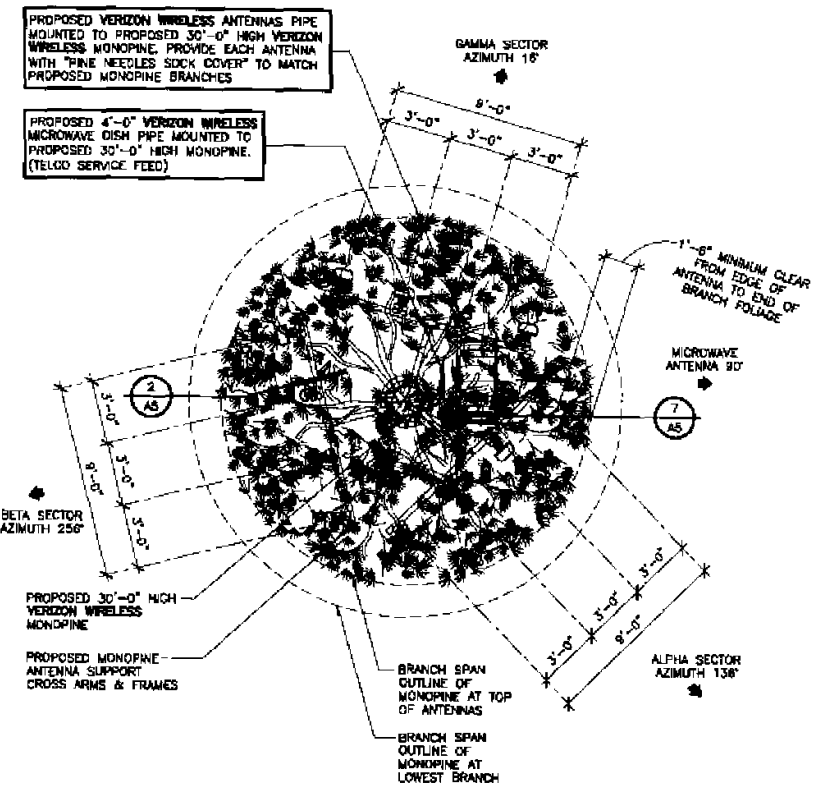 PROPOSED VERIZON WIRELESS ANTENNAS PIPE
MOUNTED TO PROPOSED 30'-0" HIGH VERIZON
WIRELESS MONOPINE. PROVIDE EACH ANTENNA
WITH "PINE NEEDLES SOCK COVER" TO MATCH
PROPOSED MONOPINE BRANCHES
PROPOSED 4'-0" VERIZON WIRELESS
MICROWAVE DISH PIPE MOUNTED TO
PROPOSED 30'-0" HIGH MONOPINE.
(TELCO SERVICE FEED)
GAMMA SECTOR
AZIMUTH 16°
9'-0"
3'-0"
3'-0"
3'-0"
1'-6" MINIMUM CLEAR
FROM EDGE OF
ANTENNA TO END OF
BRANCH FOLIAGE
MICROWAVE
ANTENNA 90°
7
A5
2
A5
3'-0"
3'-0"
3'-0"
9'-0"
BETA SECTOR
AZIMUTH 256°
PROPOSED 30'-0" HIGH
VERIZON WIRELESS
MONOPINE
PROPOSED MONOPINE
ANTENNA SUPPORT
CROSS ARMS & FRAMES
BRANCH SPAN
OUTLINE OF
MONOPINE AT TOP
OF ANTENNAS
BRANCH SPAN
OUTLINE OF
MONOPINE AT
LOWEST BRANCH
3'-0"
3'-0"
3'-0"
9'-0"
ALPHA SECTOR
AZIMUTH 136°